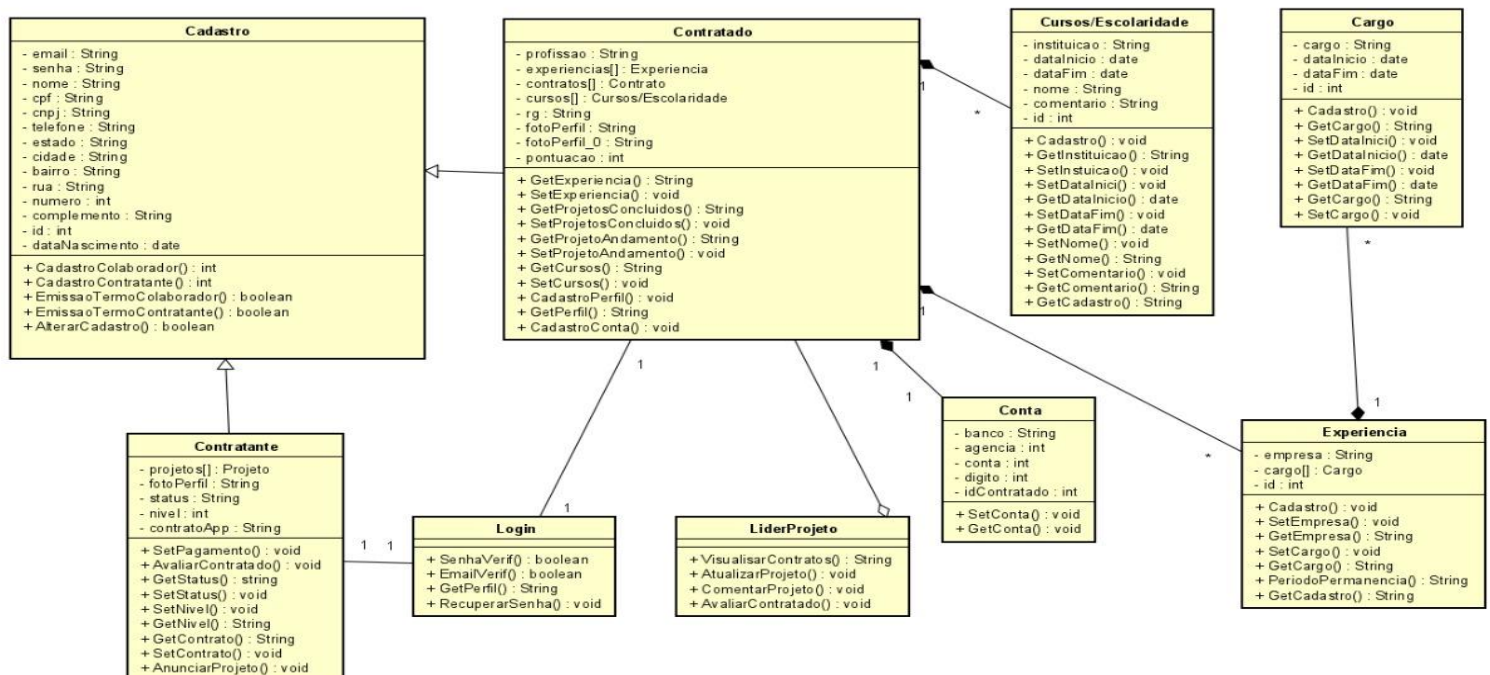 Cadastro
- email : String
- senha : String
- nome : String
- cpf : String
- cnpj : String
- telefone : String
- estado : String
- cidade : String
- bairro : String
- rua : String
- numero : int
- complemento : String
- id : int
- dataNascimento : date
+ CadastroColaborador() : int
+ CadastroContratante() : int
+ EmissaoTermoColaborador() : boolean
+ EmissaoTermoContratante() : boolean
+ AlterarCadastro() : boolean
Contratado
- profissao : String
- experiencias[] : Experiencia
- contratos[] : Contrato
- cursos[] : Cursos/Escolaridade
- rg : String
- fotoPerfil : String
- fotoPerfil_0 : String
- pontuacao : int
+ GetExperiencia() : String
+ SetExperiencia() : void
+ GetProjetosConcluidos() : String
+ SetProjetosConcluidos() : void
+ GetProjetoAndamento() : String
+ SetProjetoAndamento() : void
+ GetCursos() : String
+ SetCursos() : void
+ CadastroPerfil() : void
+ GetPerfil() : String
+ CadastroConta() : void
1
*
1
*
1
1
1
1
Cursos/Escolaridade
- instituicao : String
- dataInicio : date
- dataFim : date
- nome : String
- comentario : String
- id : int
+ Cadastro() : void
+ GetInstituicao() : String
+ SetInstuicao() : void
+ SetDataInici() : void
+ GetDataInicio() : date
+ SetDataFim() : void
+ GetDataFim() : date
+ SetNome() : void
+ GetNome() : String
+ SetComentario() : void
+ GetComentario() : String
+ GetCadastro() : String
Cargo
- cargo : String
- dataInicio : date
- dataFim : date
- id : int
+ Cadastro() : void
+ GetCargo() : String
+ SetDataInici() : void
+ GetDataInicio() : date
+ SetDataFim() : void
+ GetDataFim() : date
+ GetCargo() : String
+ SetCargo() : void
*
1
Contratante
- projetos[] : Projeto
- fotoPerfil : String
- status : String
- nivel : int
- contratoApp : String
+ SetPagamento() : void
+ AvaliarContratado() : void
+ GetStatus() : string
+ SetStatus() : void
+ SetNivel() : void
+ GetNivel() : String
+ GetContrato() : String
+ SetContrato() : void
+ AnunciarProjeto() : void
1 1
Login
+ SenhaVerif() : boolean
+ EmailVerif() : boolean
+ GetPerfil() : String
+ RecuperarSenha() : void
LiderProjeto
+ VisualisarContratos() : String
+ AtualizarProjeto() : void
+ ComentarProjeto() : void
+ AvaliarContratado() : void
Conta
- banco : String
- agencia : int
- conta : int
- digito : int
- idContratado : int
+ SetConta() : void
+ GetConta() : void
Experiencia
- empresa : String
- cargo[] : Cargo
- id : int
+ Cadastro() : void
+ SetEmpresa() : void
+ GetEmpresa() : String
+ SetCargo() : void
+ GetCargo() : String
+ PeriodoPermanencia() : String
+ GetCadastro() : String